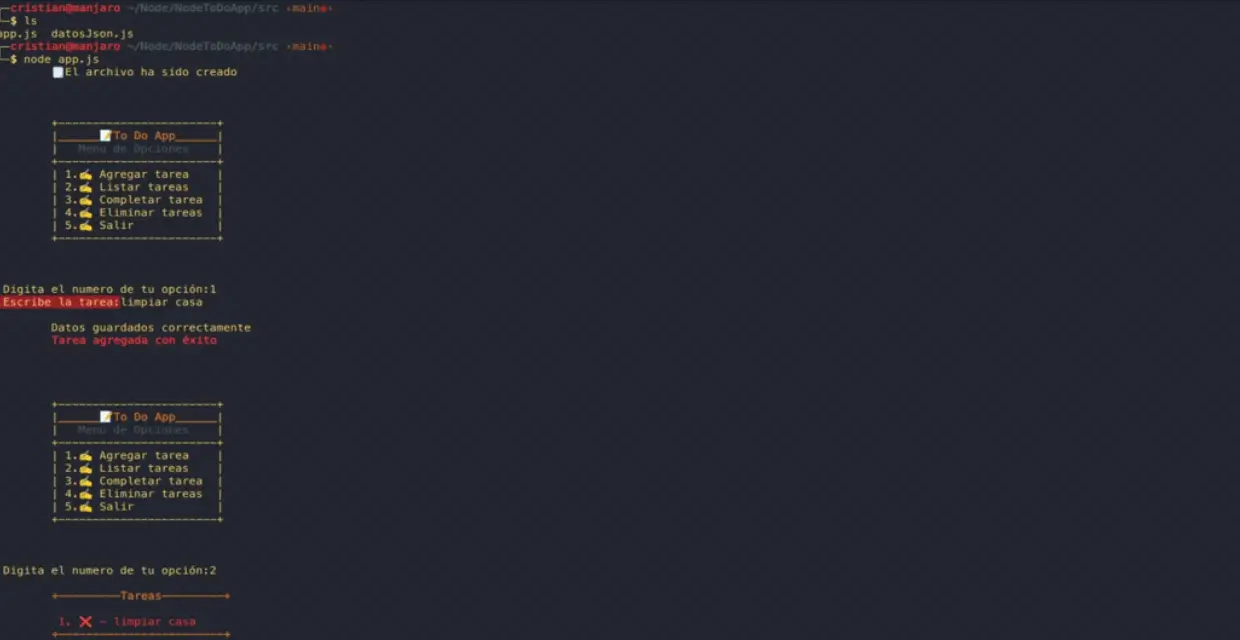 cristian@manjaro ~/Node/NodeToDoApp/src ‹main●›
$ ls
app.js datosJson.js
cristian@manjaro ~/Node/NodeToDoApp/src ‹main●›
$ node app.js
El archivo ha sido creado
To Do App
Menu de Opciones
1.✍ Agregar tarea
2.✍ Listar tareas
3.✍ Completar tarea
4.✍ Eliminar tareas
5.✍ Salir
Digita el numero de tu opción:1
Escribe la tarea:limpiar casa
Datos guardados correctamente
Tarea agregada con éxito
To Do App
Menu de Opciones
1.✍ Agregar tarea
2.✍ Listar tareas
3.✍ Completar tarea
4.✍ Eliminar tareas
5.✍ Salir
Digita el numero de tu opción:2
Tareas
1. ❌ – limpiar casa